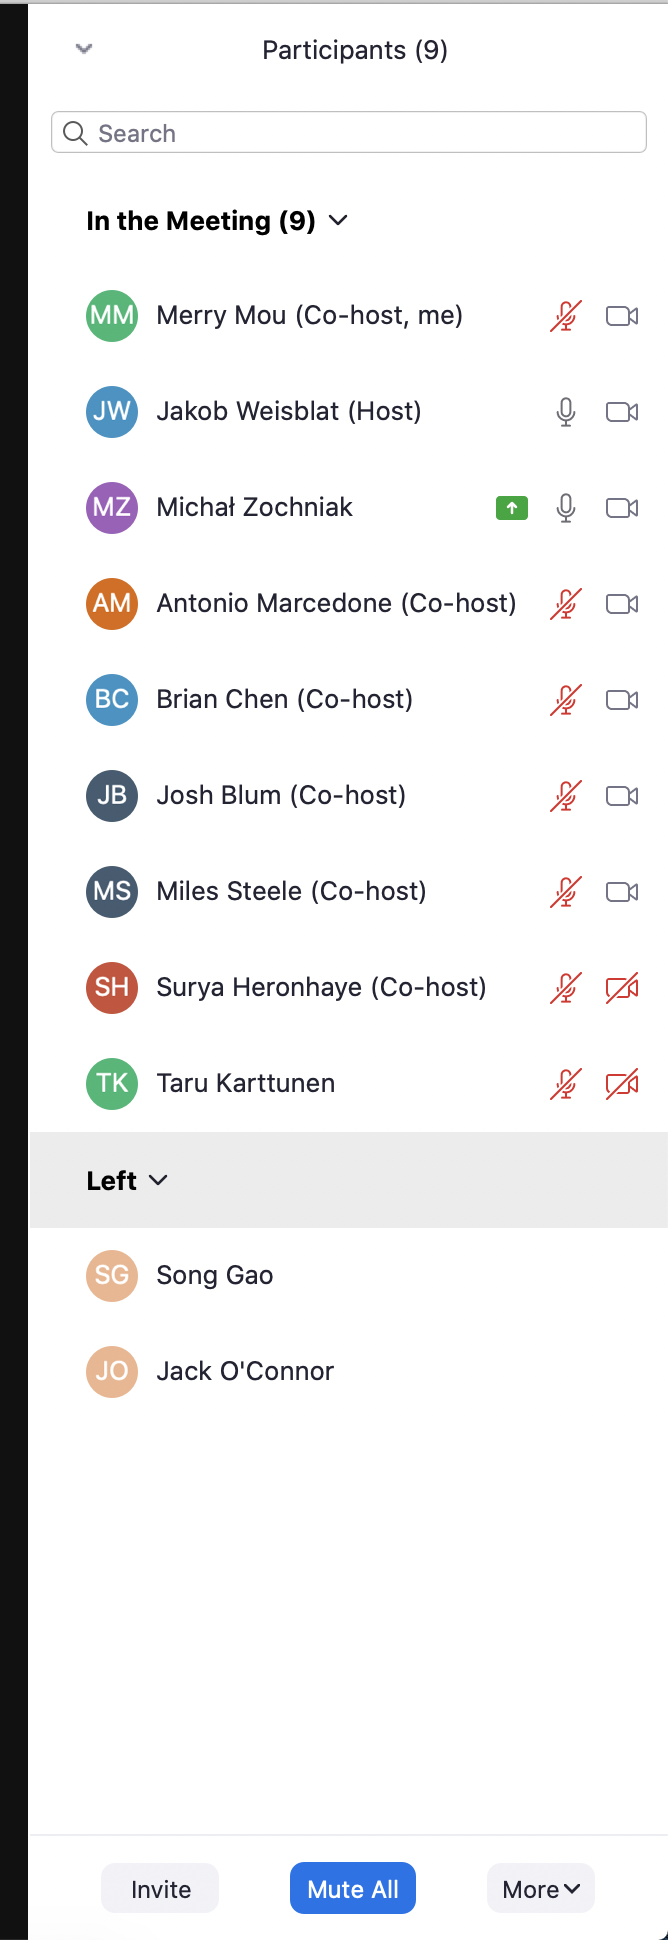 Participants (9)
Search
In the Meeting (9)
MM Merry Mou (Co-host, me)
JW Jakob Weisblat (Host)
MZ Michał Zochniak
AM Antonio Marcedone (Co-host)
BC Brian Chen (Co-host)
JB Josh Blum (Co-host)
MS Miles Steele (Co-host)
SH Surya Heronhaye (Co-host)
TK Taru Karttunen
Left
SG Song Gao
JO Jack O'Connor
Invite Mute All More